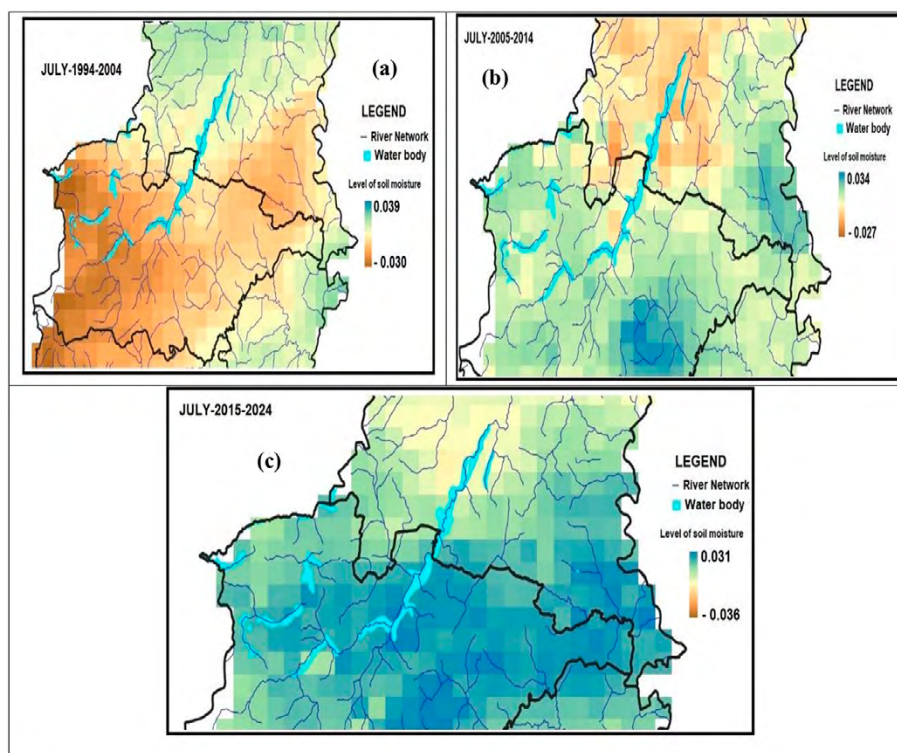 JULY-1994-2004
(a)
LEGEND
River Network
Water body
Level of soil moisture
0.039
- 0.030
JULY-2005-2014
(b)
LEGEND
River Network
Water body
Level of soil moisture
0.034
- 0.027
JULY-2015-2024
(c)
LEGEND
River Network
Water body
Level of soil moisture
0.031
- 0.036